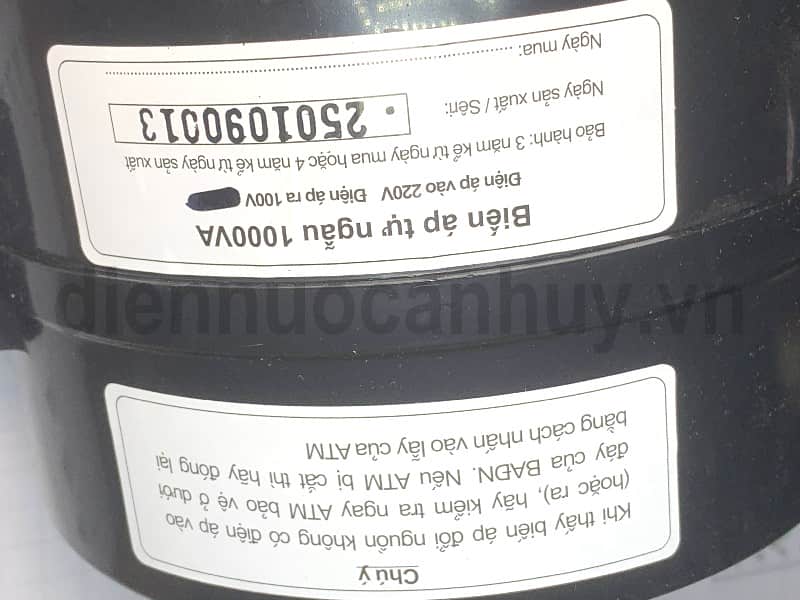 Chú ý
Khi thấy biến áp đổi nguồn không có điện áp vào
(hoặc ra), hãy kiểm tra ngay ATM bảo vệ ở dưới
đáy của BADN. Nếu ATM bị cắt thì hãy đóng lại
bằng cách nhấn vào lẫy của ATM
diennuocanhuy.vn
Biến áp tự ngẫu 1000VA
Điện áp vào 220V Điện áp ra 100V
Bảo hành: 3 năm kể từ ngày mua hoặc 4 năm kể từ ngày sản xuất
Ngày sản xuất / Sêri: 2501090013
Ngày mua: ........................................